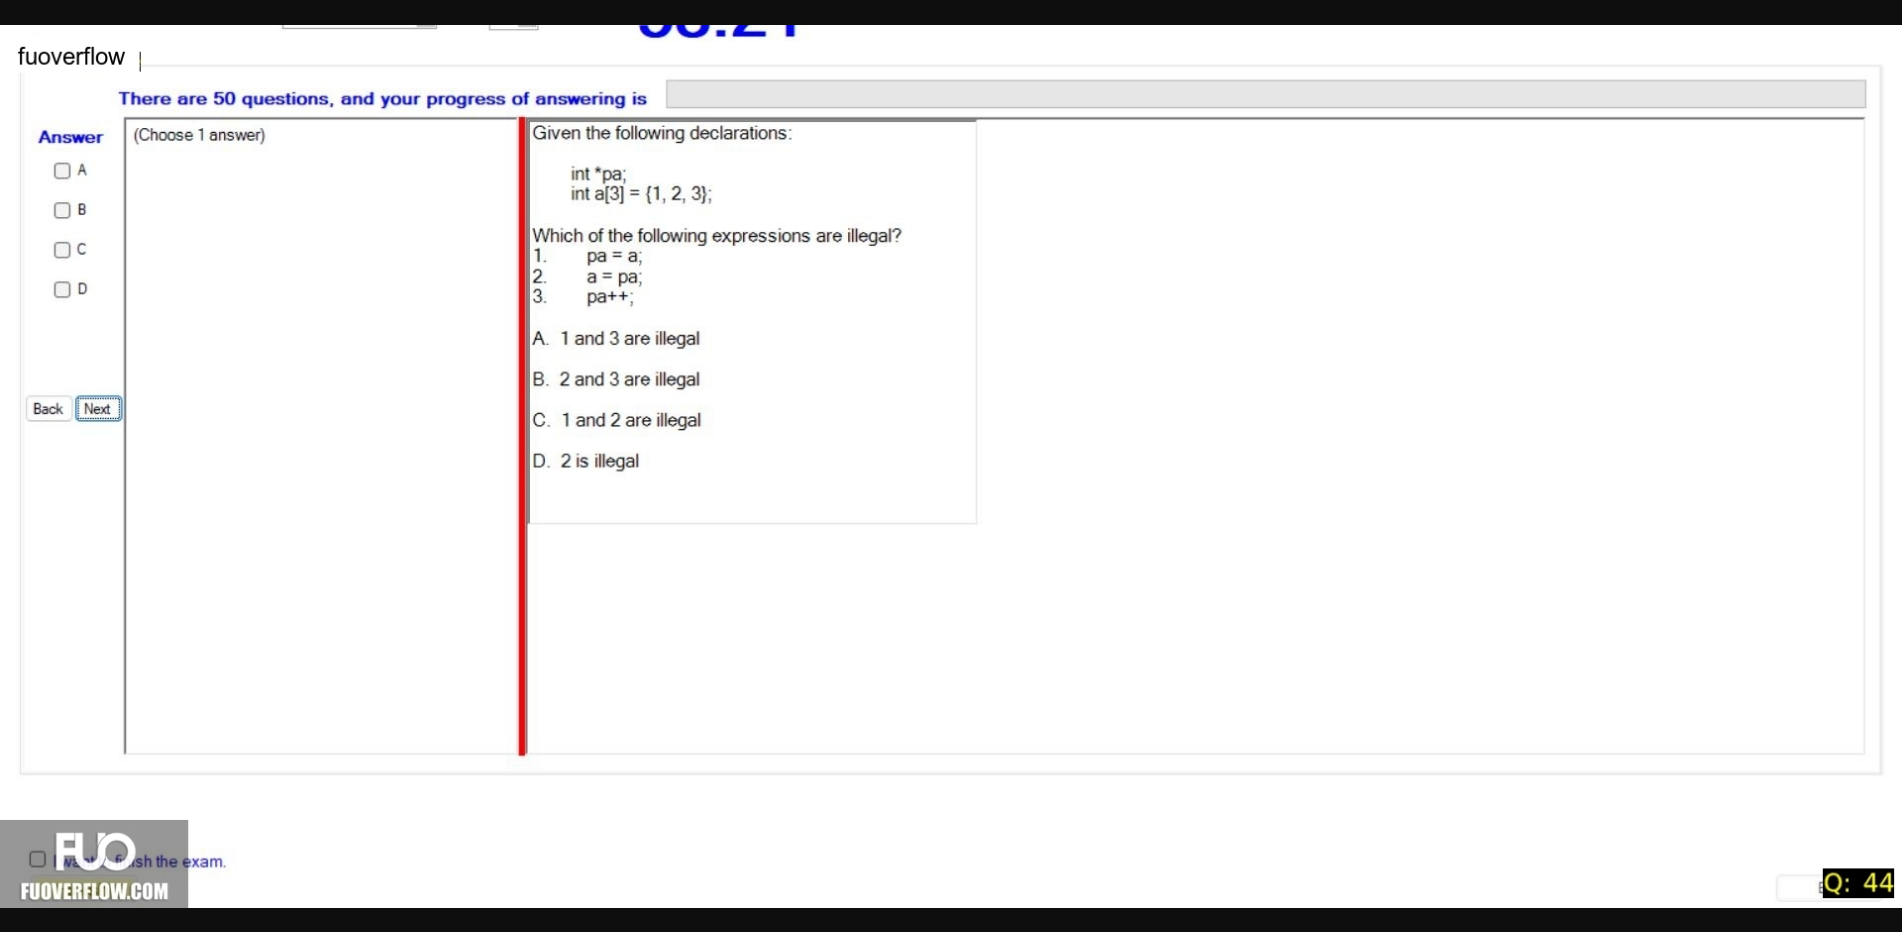 fuoverflow
There are 50 questions, and your progress of answering is
Answer
(Choose 1 answer)
A
B
C
D
Back
Next
Given the following declarations:
int *pa;
int a[3] = {1, 2, 3};
Which of the following expressions are illegal?
1. pa = a;
2. a = pa;
3. pa++;
A. 1 and 3 are illegal
B. 2 and 3 are illegal
C. 1 and 2 are illegal
D. 2 is illegal
FUO
I want finish the exam.
FUOVERFLOW.COM
Q: 44